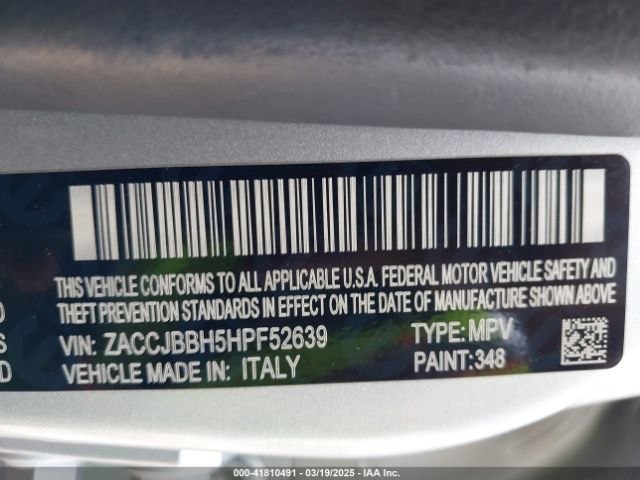 THIS VEHICLE CONFORMS TO ALL APPLICABLE U.S.A. FEDERAL MOTOR VEHICLE SAFETY AND
THEFT PREVENTION STANDARDS IN EFFECT ON THE DATE OF MANUFACTURE SHOWN ABOVE
VIN: ZACCJBBH5HPF52639 TYPE: MPV
VEHICLE MADE IN: ITALY PAINT: 348
000-41810491 - 03/19/2025 - IAA Inc.